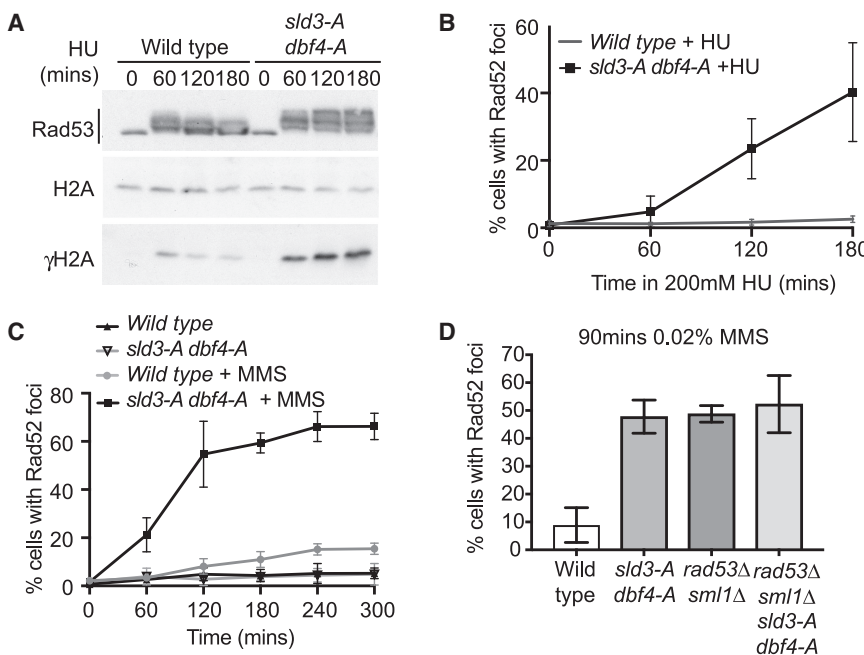 A
HU
(mins)
Wild type
sld3-A
dbf4-A
0 60 120 180 0 60 120 180
Rad53
H2A
γH2A
B
Wild type + HU
sld3-A dbf4-A +HU
% cells with Rad52 foci
60
40
20
0
0 60 120 180
Time in 200mM HU (mins)
C
Wild type
sld3-A dbf4-A
Wild type + MMS
sld3-A dbf4-A + MMS
% cells with Rad52 foci
80
60
40
20
0
0 60 120 180 240 300
Time (mins)
D
90mins 0.02% MMS
% cells with Rad52 foci
70
60
50
40
30
20
10
0
Wild
type
sld3-A
dbf4-A
rad53Δ
sml1Δ
rad53Δ
sml1Δ
sld3-A
dbf4-A